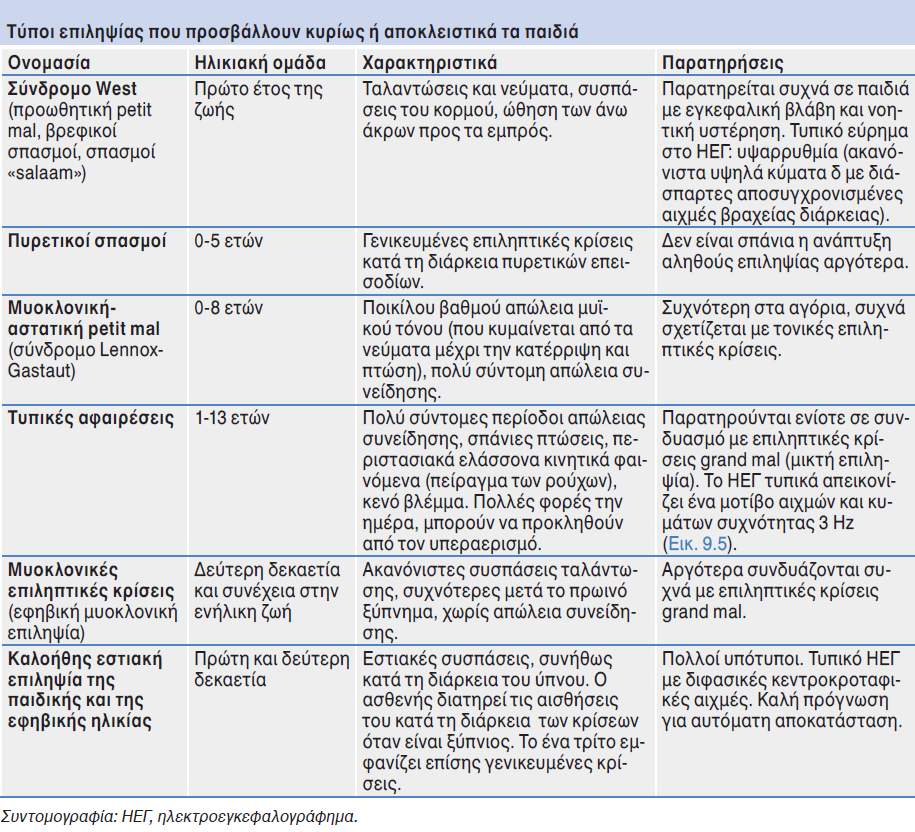 Τύποι επιληψίας που προσβάλλουν κυρίως ή αποκλειστικά τα παιδιά
Ονομασία
Ηλικιακή ομάδα
Χαρακτηριστικά
Παρατηρήσεις
Σύνδρομο West
(προωθητική petit
mal, βρεφικοί
σπασμοί, σπασμοί
«salaam»)
Πρώτο έτος της
ζωής
Ταλαντώσεις και νεύματα, συσπά-
σεις του κορμού, ώθηση των άνω
άκρων προς τα εμπρός.
Παρατηρείται συχνά σε παιδιά
με εγκεφαλική βλάβη και νοη-
τική υστέρηση. Τυπικό εύρημα
στο ΗΕΓ: υψαρρυθμία (ακανό-
νιστα υψηλά κύματα δ με διά-
σπαρτες αποσυγχρονισμένες
αιχμές βραχείας διάρκειας).
Πυρετικοί σπασμοί
0-5 ετών
Γενικευμένες επιληπτικές κρίσεις
κατά τη διάρκεια πυρετικών επει-
σοδίων.
Δεν είναι σπάνια η ανάπτυξη
αληθούς επιληψίας αργότερα.
Μυοκλονική-
αστατική petit mal
(σύνδρομο Lennox-
Gastaut)
0-8 ετών
Ποικίλου βαθμού απώλεια μυϊ-
κού τόνου (που κυμαίνεται από τα
νεύματα μέχρι την κατέρριψη και
πτώση), πολύ σύντομη απώλεια συ-
νείδησης.
Συχνότερη στα αγόρια, συχνά
σχετίζεται με τονικές επιλη-
πτικές κρίσεις.
Τυπικές αφαιρέσεις
1-13 ετών
Πολύ σύντομες περίοδοι απώλειας
συνείδησης, σπάνιες πτώσεις, πε-
ριστασιακά ελάσσονα κινητικά φαι-
νόμενα (πείραγμα των ρούχων),
κενό βλέμμα. Πολλές φορές την
ημέρα, μπορούν να προκληθούν
από τον υπεραερισμό.
Παρατηρούνται ενίοτε σε συν-
δυασμό με επιληπτικές κρί-
σεις grand mal (μικτή επιλη-
ψία). Το ΗΕΓ τυπικά απεικονί-
ζει ένα μοτίβο αιχμών και κυ-
μάτων συχνότητας 3 Hz
(Εικ. 9.5).
Μυοκλονικές
επιληπτικές κρίσεις
(εφηβική μυοκλονική
επιληψία)
Δεύτερη δεκαετία
και συνέχεια στην
ενήλικη ζωή
Ακανόνιστες συσπάσεις ταλάντω-
σης, συχνότερες μετά το πρωινό
ξύπνημα, χωρίς απώλεια συνείδη-
σης.
Αργότερα συνδυάζονται συ-
χνά με επιληπτικές κρίσεις
grand mal.
Καλοήθης εστιακή
επιληψία της
παιδικής και της
εφηβικής ηλικίας
Πρώτη και δεύτερη
δεκαετία
Εστιακές συσπάσεις, συνήθως
κατά τη διάρκεια του ύπνου. Ο
ασθενής διατηρεί τις αισθήσεις
του κατά τη διάρκεια των κρίσεων
όταν είναι ξύπνιος. Το ένα τρίτο εμ-
φανίζει επίσης γενικευμένες κρί-
σεις.
Πολλοί υπότυποι. Τυπικό ΗΕΓ
με διφασικές κεντροκροταφι-
κές αιχμές. Καλή πρόγνωση
για αυτόματη αποκατάσταση.
Συντομογραφία: ΗΕΓ, ηλεκτροεγκεφαλογράφημα.